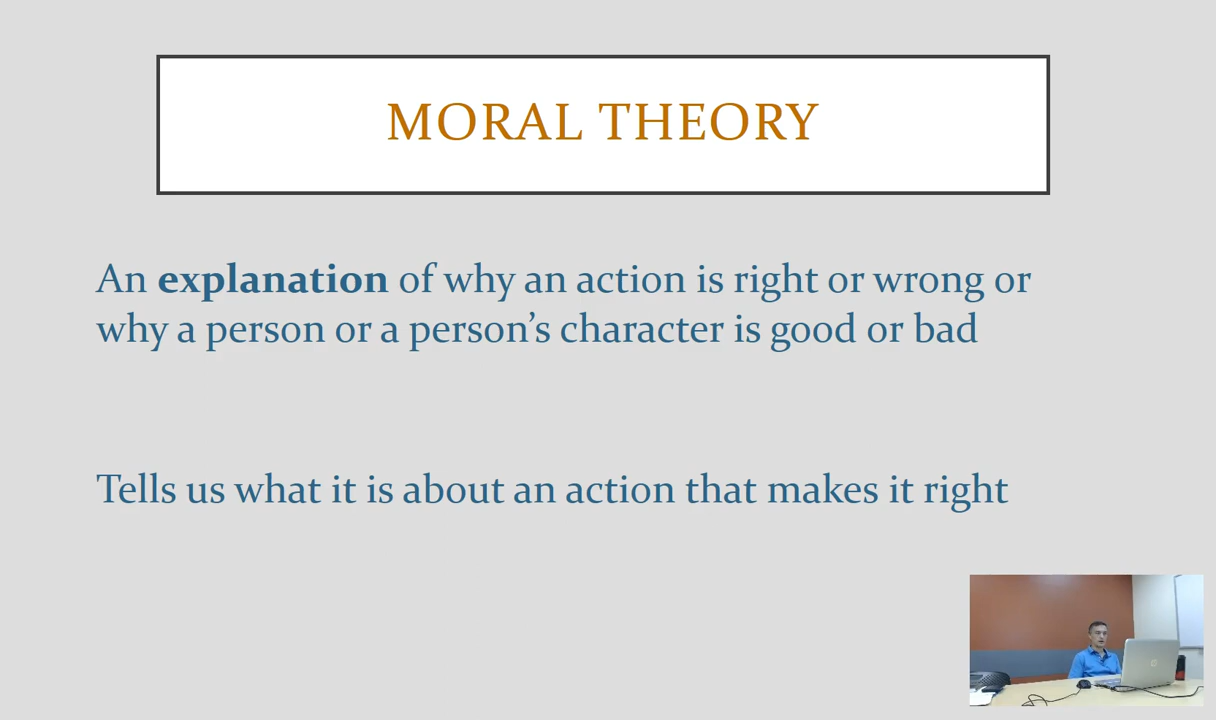 MORAL THEORY
An explanation of why an action is right or wrong or
why a person or a person’s character is good or bad
Tells us what it is about an action that makes it right